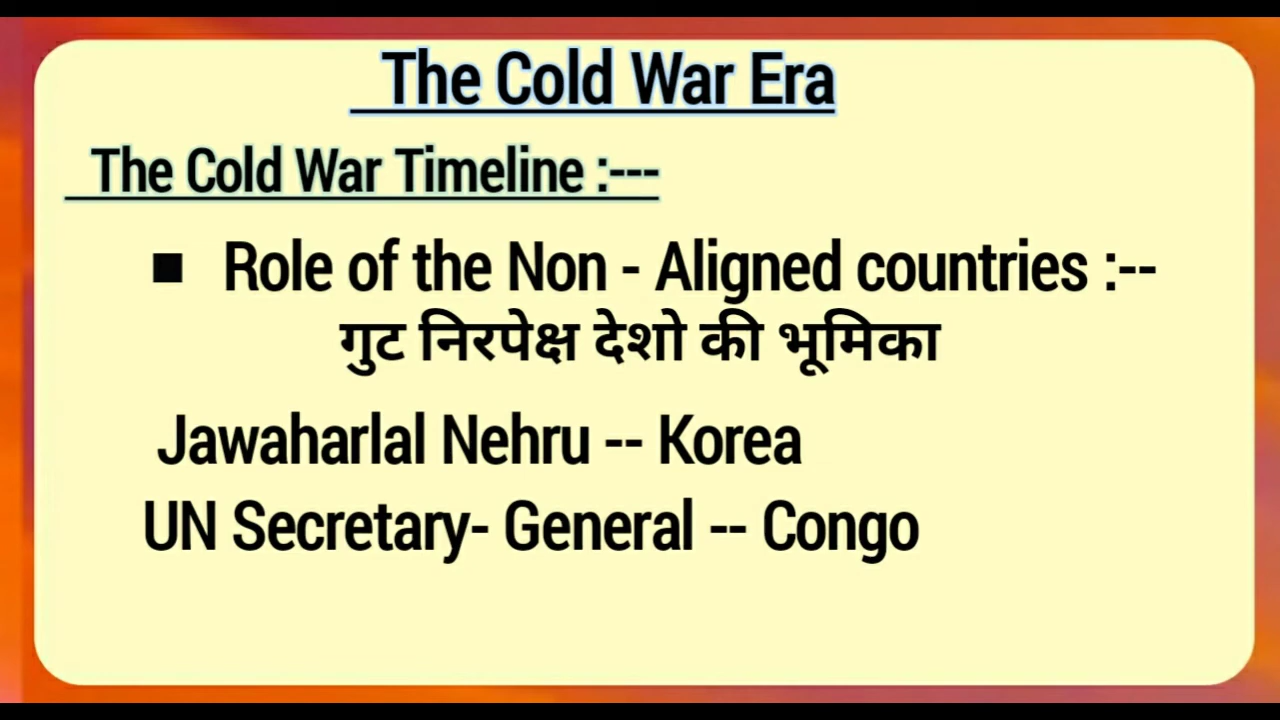 The Cold War Era
The Cold War Timeline :---
■ Role of the Non - Aligned countries :--
गुट निरपेक्ष देशो की भूमिका
Jawaharlal Nehru -- Korea
UN Secretary- General -- Congo